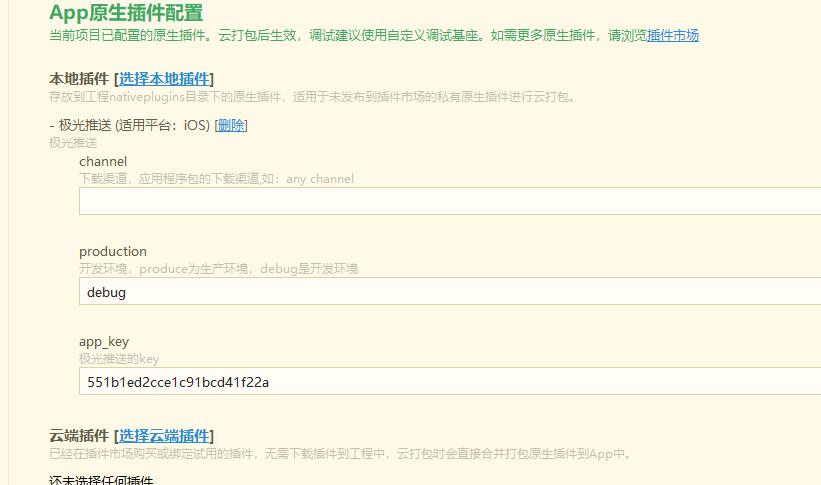 App原生插件配置
当前项目已配置的原生插件。云打包后生效，调试建议使用自定义调试基座。如需更多原生插件，请浏览插件市场
本地插件 [选择本地插件]
存放到工程nativeplugins目录下的原生插件，适用于未发布到插件市场的私有原生插件进行云打包。
- 极光推送 (适用平台：iOS) [删除]
极光推送
channel
下载渠道，应用程序包的下载渠道,如：any channel
production
开发环境，produce为生产环境，debug是开发环境
debug
app_key
极光推送的key
551b1ed2cce1c91bcd41f22a
云端插件 [选择云端插件]
已经在插件市场购买或绑定试用的插件，无需下载插件到工程中，云打包时会直接合并打包原生插件到App中。
还未选择任何插件